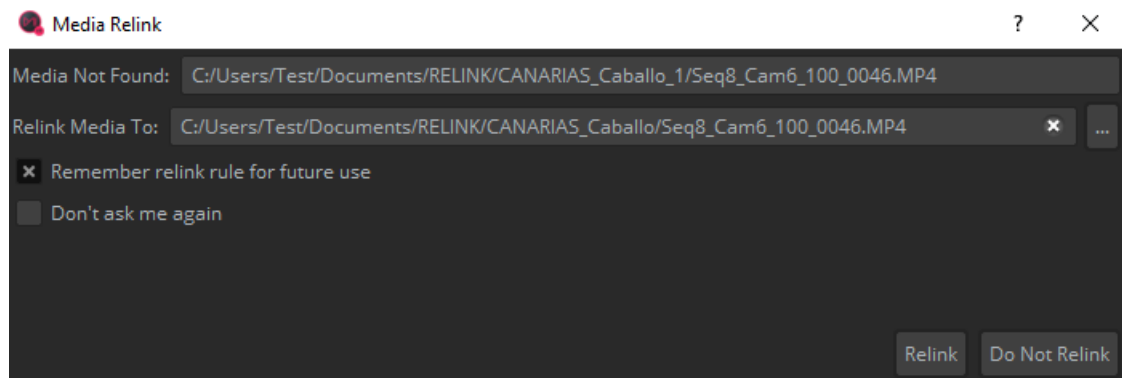 Media Relink
Media Not Found: C:/Users/Test/Documents/RELINK/CANARIAS_Caballo_1/Seq8_Cam6_100_0046.MP4
Relink Media To: C:/Users/Test/Documents/RELINK/CANARIAS_Caballo/Seq8_Cam6_100_0046.MP4 ...
Remember relink rule for future use
Don't ask me again
Relink Do Not Relink